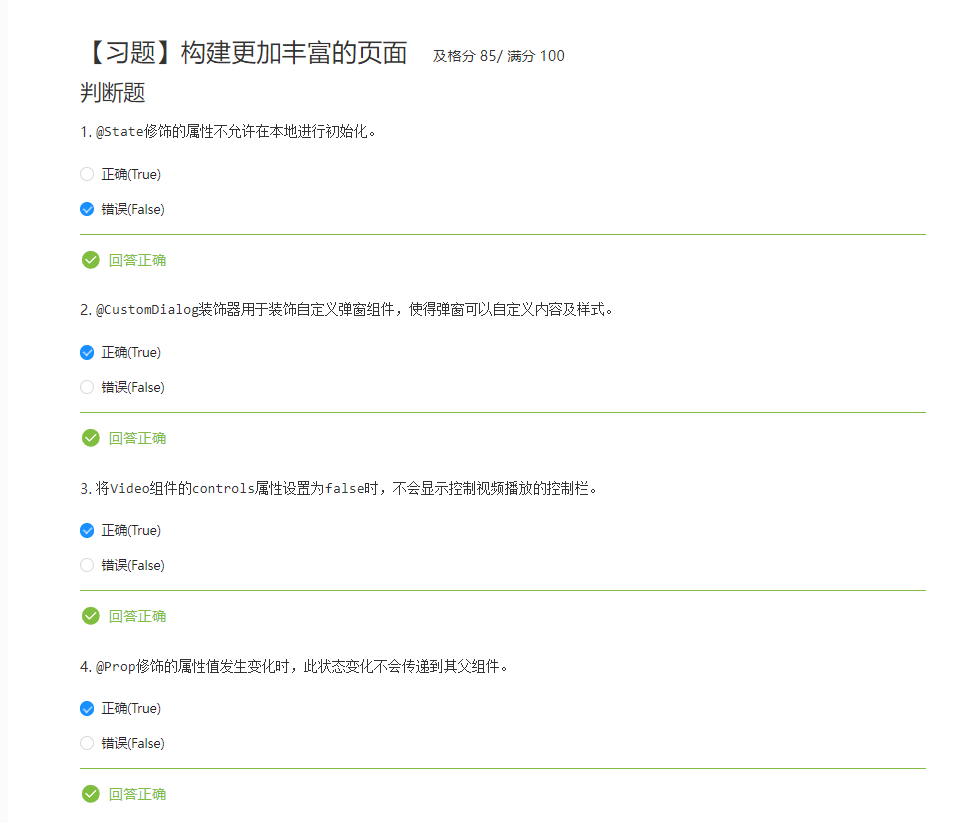 【习题】构建更加丰富的页面 及格分 85/ 满分 100
判断题
1. @State修饰的属性不允许在本地进行初始化。
正确(True)
错误(False)
回答正确
2. @CustomDialog装饰器用于装饰自定义弹窗组件，使得弹窗可以自定义内容及样式。
正确(True)
错误(False)
回答正确
3. 将Video组件的controls属性设置为false时，不会显示控制视频播放的控制栏。
正确(True)
错误(False)
回答正确
4. @Prop修饰的属性值发生变化时，此状态变化不会传递到其父组件。
正确(True)
错误(False)
回答正确